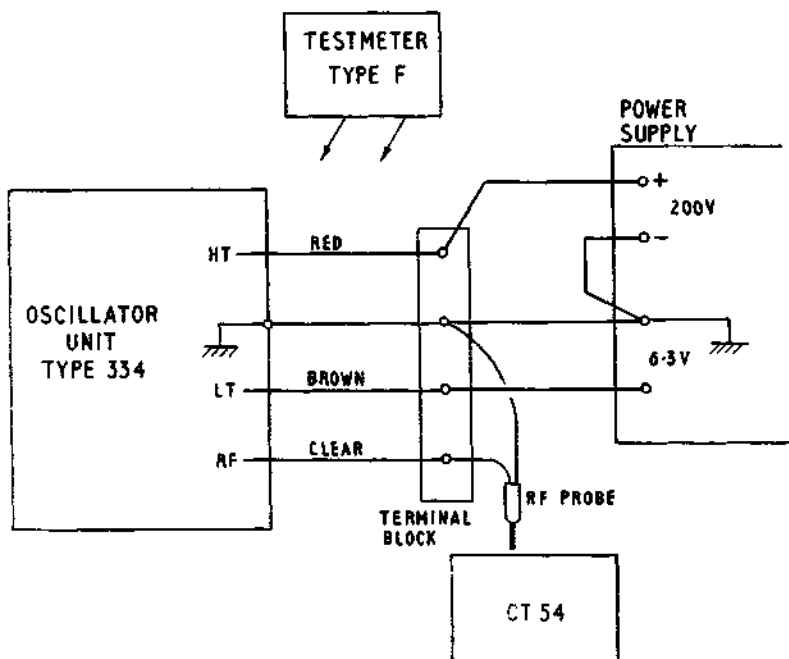 TESTMETER
TYPE F
POWER
SUPPLY
+
200V
−
6·3V
OSCILLATOR
UNIT
TYPE 334
HT
RED
LT
BROWN
RF
CLEAR
TERMINAL
BLOCK
RF PROBE
CT 54